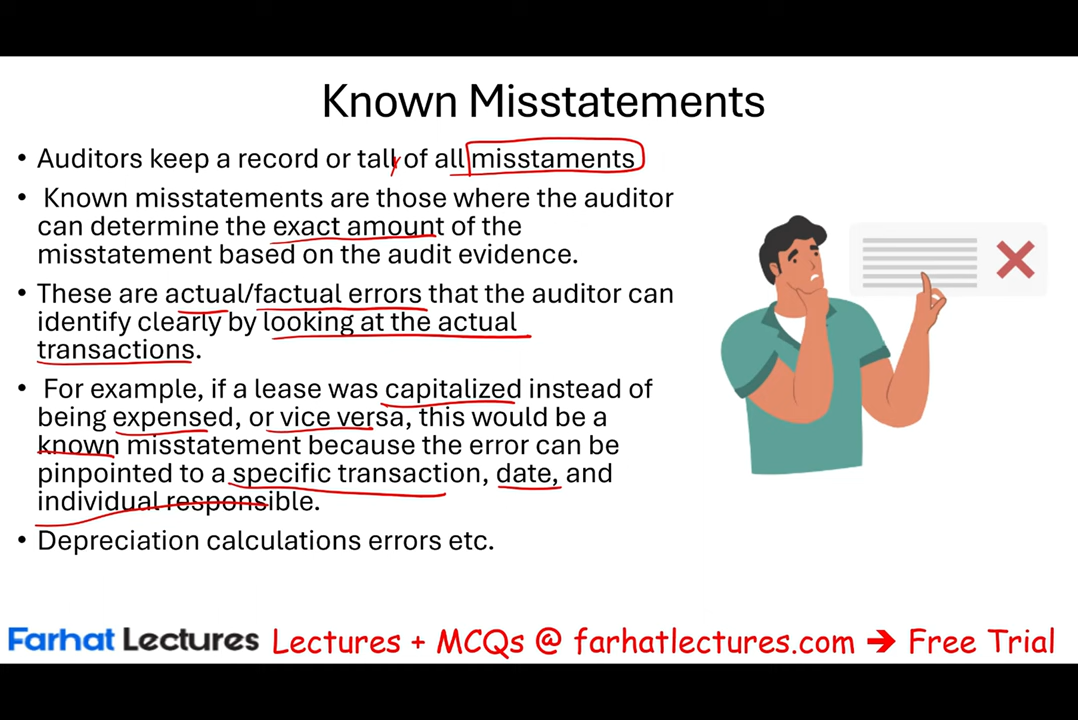 Known Misstatements
• Auditors keep a record or tally of all misstaments
• Known misstatements are those where the auditor
can determine the exact amount of the
misstatement based on the audit evidence.
• These are actual/factual errors that the auditor can
identify clearly by looking at the actual
transactions.
• For example, if a lease was capitalized instead of
being expensed, or vice versa, this would be a
known misstatement because the error can be
pinpointed to a specific transaction, date, and
individual responsible.
• Depreciation calculations errors etc.
Farhat Lectures Lectures + MCQs @ farhatlectures.com → Free Trial